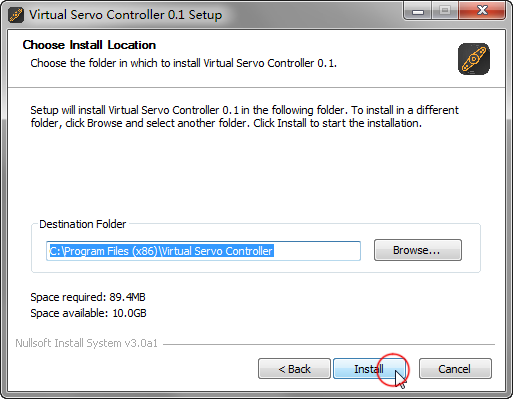 Virtual Servo Controller 0.1 Setup
Choose Install Location
Choose the folder in which to install Virtual Servo Controller 0.1.
Setup will install Virtual Servo Controller 0.1 in the following folder. To install in a different
folder, click Browse and select another folder. Click Install to start the installation.
Destination Folder
C:\Program Files (x86)\Virtual Servo Controller
Browse...
Space required: 89.4MB
Space available: 10.0GB
Nullsoft Install System v3.0a1
< Back
Install
Cancel